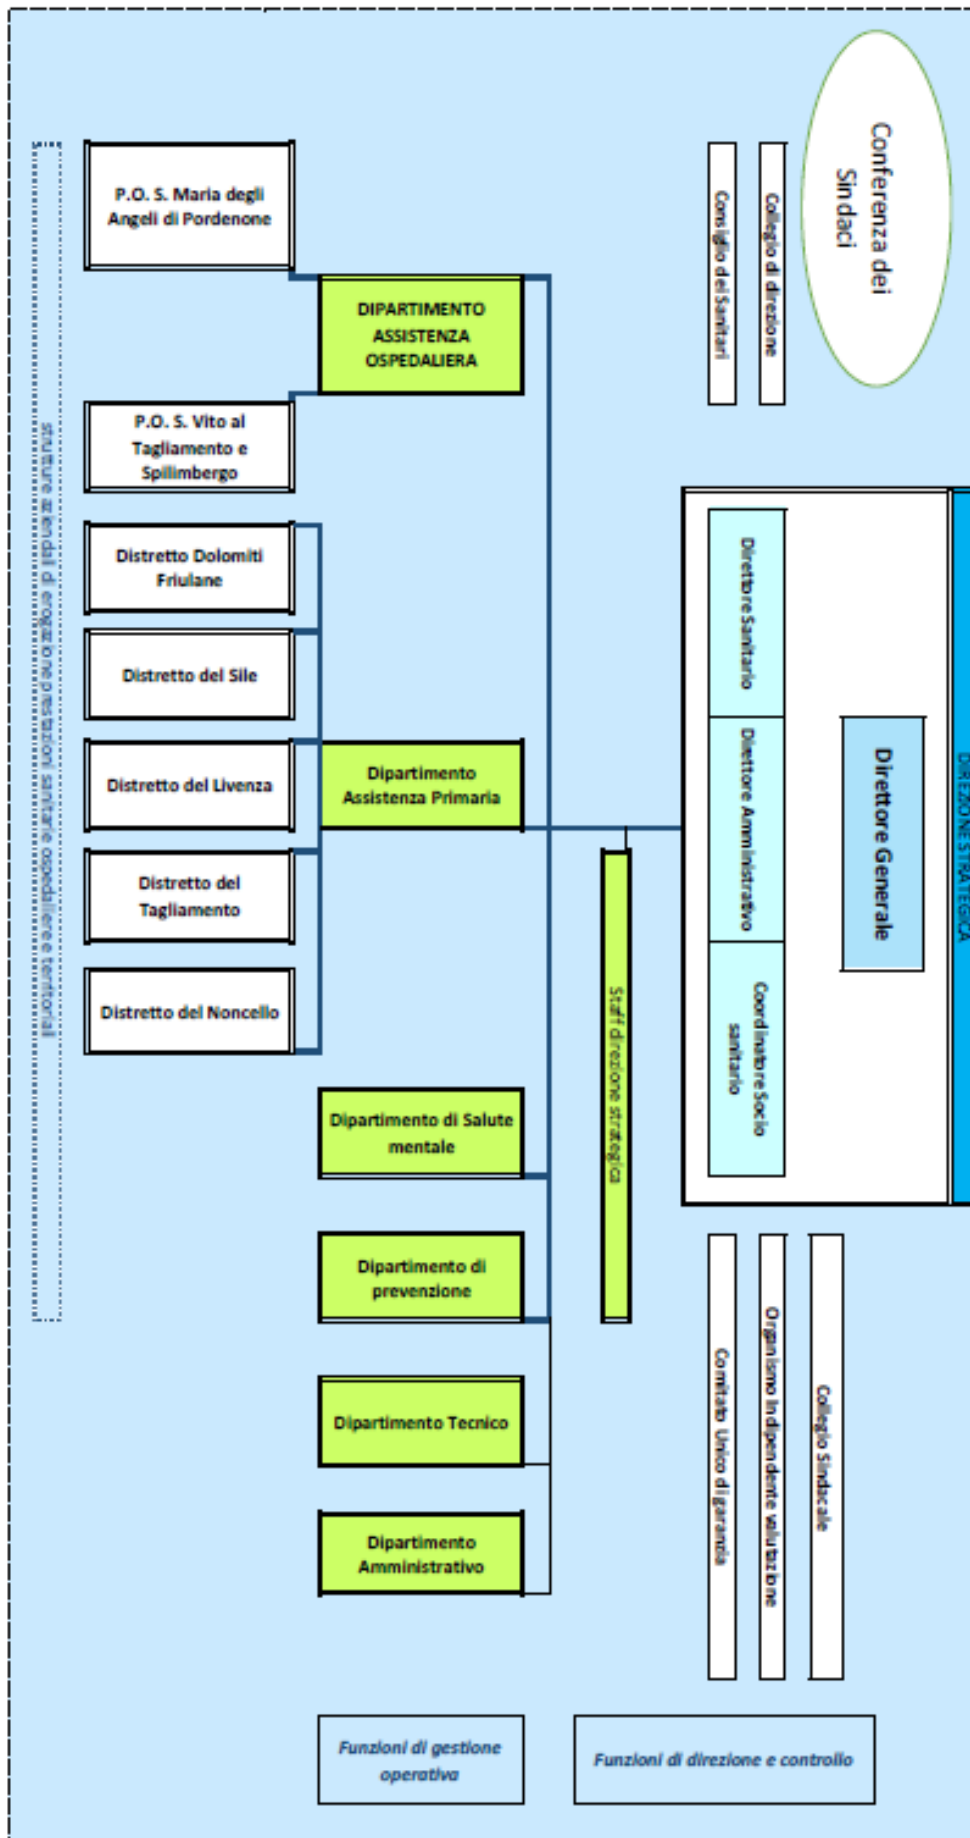 Conferenza dei
Sindaci
Collegio di direzione
Consiglio dei Sanitari
DIREZIONE STRATEGICA
Direttore Generale
Direttore Sanitario
Direttore Amministrativo
Coordinatore Socio
sanitario
Collegio Sindacale
Organismo Indipendente valutazione
Comitato Unico di garanzia
Staff direzione strategica
DIPARTIMENTO
ASSISTENZA
OSPEDALIERA
Dipartimento
Assistenza Primaria
Dipartimento di Salute
mentale
Dipartimento di
prevenzione
Dipartimento Tecnico
Dipartimento
Amministrativo
P.O. S. Maria degli
Angeli di Pordenone
P.O. S. Vito al
Tagliamento e
Spilimbergo
Distretto Dolomiti
Friulane
Distretto del Sile
Distretto del Livenza
Distretto del
Tagliamento
Distretto del Noncello
strutture aziendali di erogazione prestazioni sanitarie ospedaliere e territoriali
Funzioni di gestione
operativa
Funzioni di direzione e controllo